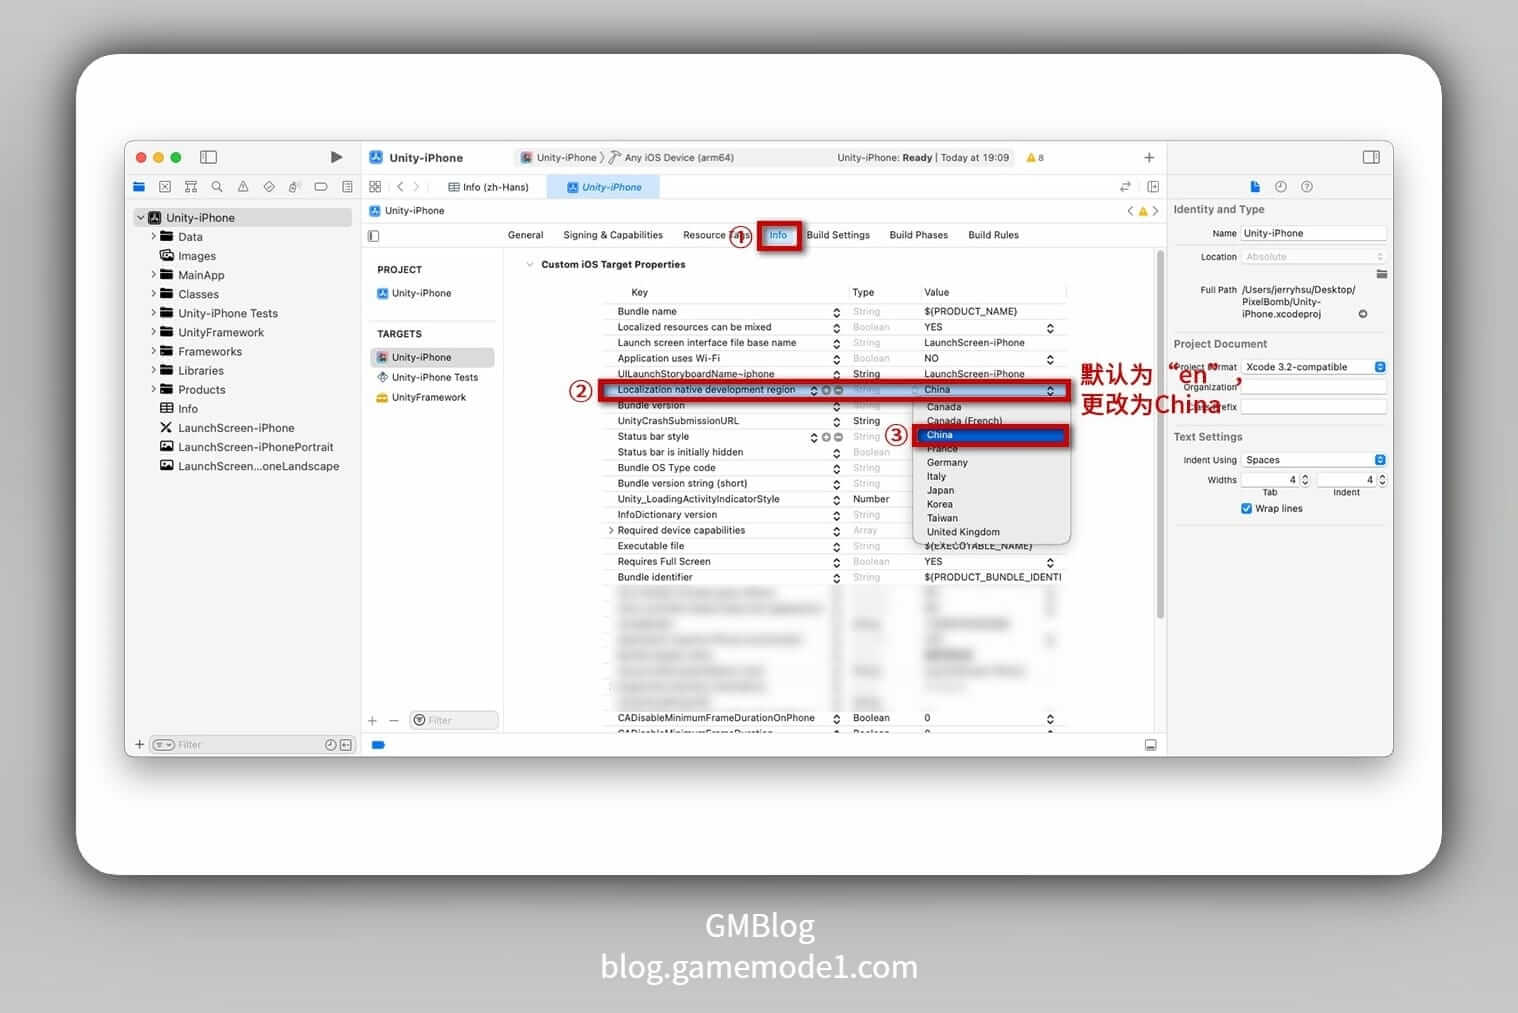 Unity-iPhone
Unity-iPhone 〉 Any iOS Device (arm64)
Unity-iPhone: Ready | Today at 19:09
8
Info (zh-Hans)
Unity-iPhone
Unity-iPhone
Data
Images
MainApp
Classes
Unity-iPhone Tests
UnityFramework
Frameworks
Libraries
Products
Info
LaunchScreen-iPhone
LaunchScreen-iPhonePortrait
LaunchScreen...oneLandscape
Filter
Unity-iPhone
General
Signing & Capabilities
Resource Tags
①
Info
Build Settings
Build Phases
Build Rules
PROJECT
Unity-iPhone
TARGETS
Unity-iPhone
Unity-iPhone Tests
UnityFramework
Filter
Custom iOS Target Properties
Key Type Value
Bundle name String ${PRODUCT_NAME}
Localized resources can be mixed Boolean YES
Launch screen interface file base name String LaunchScreen-iPhone
Application uses Wi-Fi Boolean NO
UILaunchStoryboardName~iphone String LaunchScreen-iPhone
② Localization native development region String China
Bundle version
UnityCrashSubmissionURL String
Status bar style String
Status bar is initially hidden Boolean
Bundle OS Type code String
Bundle version string (short) String
Unity_LoadingActivityIndicatorStyle Number
InfoDictionary version String
Required device capabilities Array
Executable file String ${EXECUTABLE_NAME}
Requires Full Screen Boolean YES
Bundle identifier String ${PRODUCT_BUNDLE_IDENTI
CADisableMinimumFrameDurationOnPhone Boolean 0
CADisableMinimumFrameDuration
Canada
Canada (French)
③ China
France
Germany
Italy
Japan
Korea
Taiwan
United Kingdom
默认为“en”，
更改为China
Identity and Type
Name Unity-iPhone
Location Absolute
Full Path /Users/jerryhsu/Desktop/
PixelBomb/Unity-
iPhone.xcodeproj
Project Document
Project Format Xcode 3.2-compatible
Organization
Class Prefix
Text Settings
Indent Using Spaces
Widths 4 4
Tab Indent
Wrap lines
GMBlog
blog.gamemode1.com